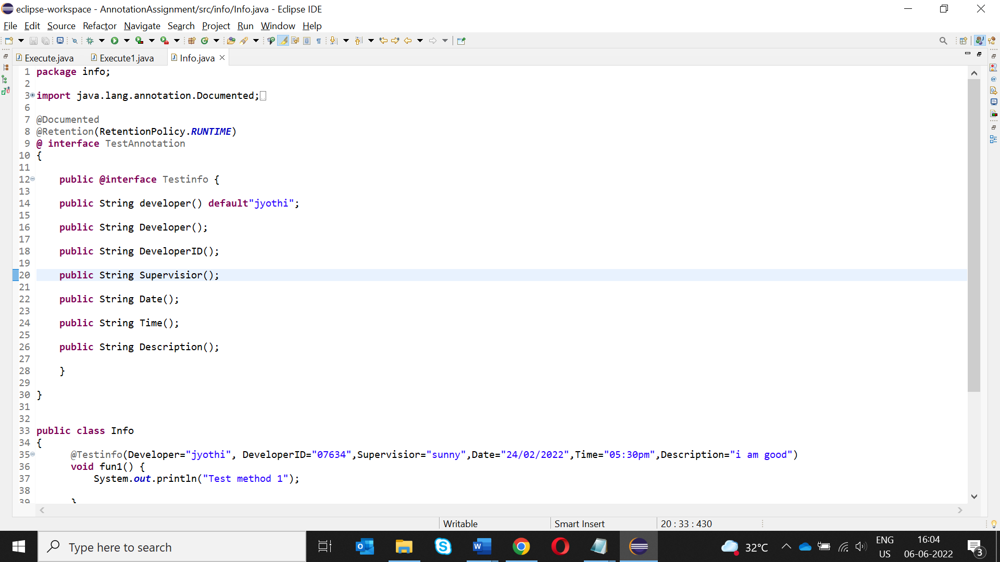 eclipse-workspace - AnnotationAssignment/src/info/Info.java - Eclipse IDE
File Edit Source Refactor Navigate Search Project Run Window Help
Execute.java Execute1.java Info.java
1 package info;
2
3 import java.lang.annotation.Documented;
6
7 @Documented
8 @Retention(RetentionPolicy.RUNTIME)
9 @ interface TestAnnotation
10 {
11
12 public @interface Testinfo {
13
14 public String developer() default"jyothi";
15
16 public String Developer();
17
18 public String DeveloperID();
19
20 public String Supervisior();
21
22 public String Date();
23
24 public String Time();
25
26 public String Description();
27
28 }
29
30 }
31
32
33 public class Info
34 {
35 @Testinfo(Developer="jyothi", DeveloperID="07634",Supervisior="sunny",Date="24/02/2022",Time="05:30pm",Description="i am good")
36 void fun1() {
37 System.out.println("Test method 1");
38
39 }
Writable Smart Insert 20 : 33 : 430
Type here to search
32°C
ENG
US
16:04
06-06-2022
3